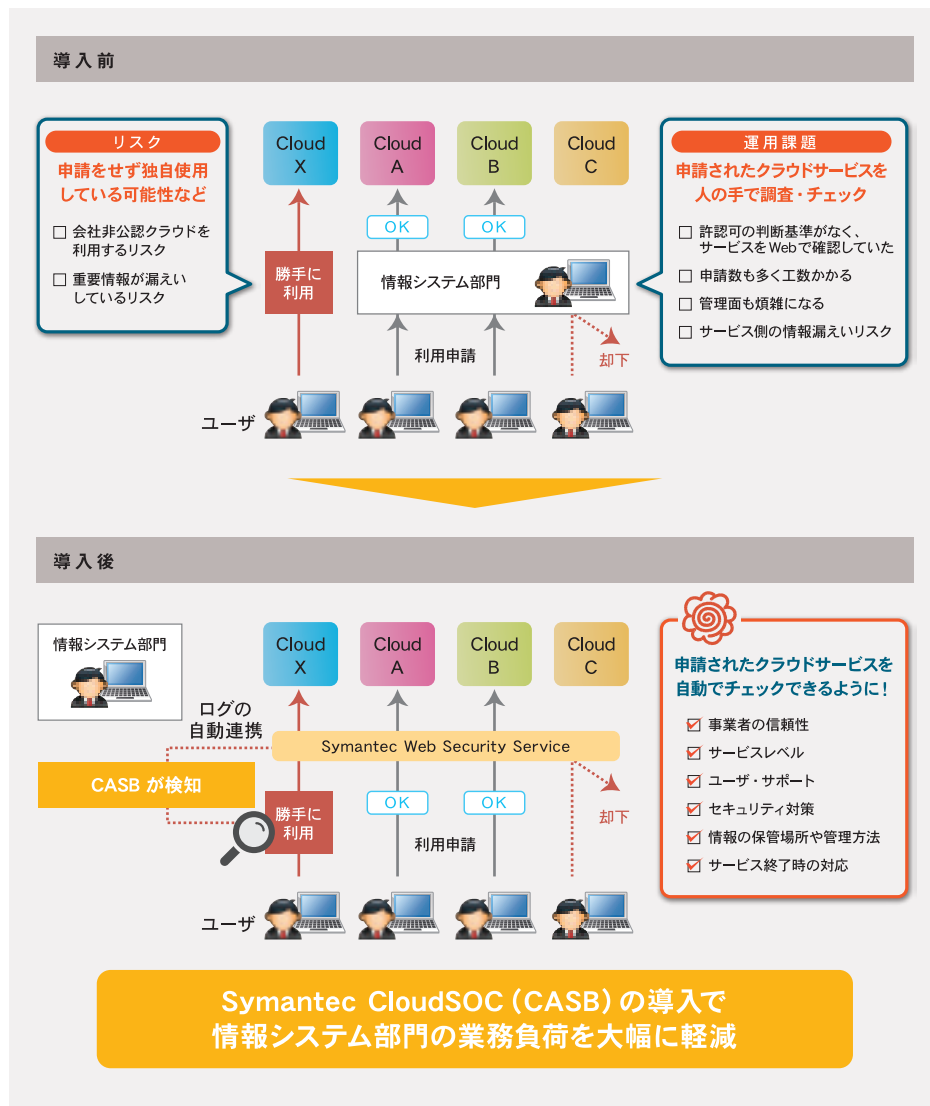 導入前
リスク
申請をせず独自使用
している可能性など
□ 会社非公認クラウドを
利用するリスク
□ 重要情報が漏えい
しているリスク
Cloud
X
Cloud
A
Cloud
B
Cloud
C
OK
OK
勝手に
利用
情報システム部門
利用申請
却下
ユーザ
運用課題
申請されたクラウドサービスを
人の手で調査・チェック
□ 許認可の判断基準がなく、
サービスをWebで確認していた
□ 申請数も多く工数かかる
□ 管理面も煩雑になる
□ サービス側の情報漏えいリスク
導入後
情報システム部門
Cloud
X
Cloud
A
Cloud
B
Cloud
C
ログの
自動連携
Symantec Web Security Service
CASB が検知
勝手に
利用
OK
OK
利用申請
却下
ユーザ
申請されたクラウドサービスを
自動でチェックできるように！
☑ 事業者の信頼性
☑ サービスレベル
☑ ユーザ・サポート
☑ セキュリティ対策
☑ 情報の保管場所や管理方法
☑ サービス終了時の対応
Symantec CloudSOC（CASB）の導入で
情報システム部門の業務負荷を大幅に軽減